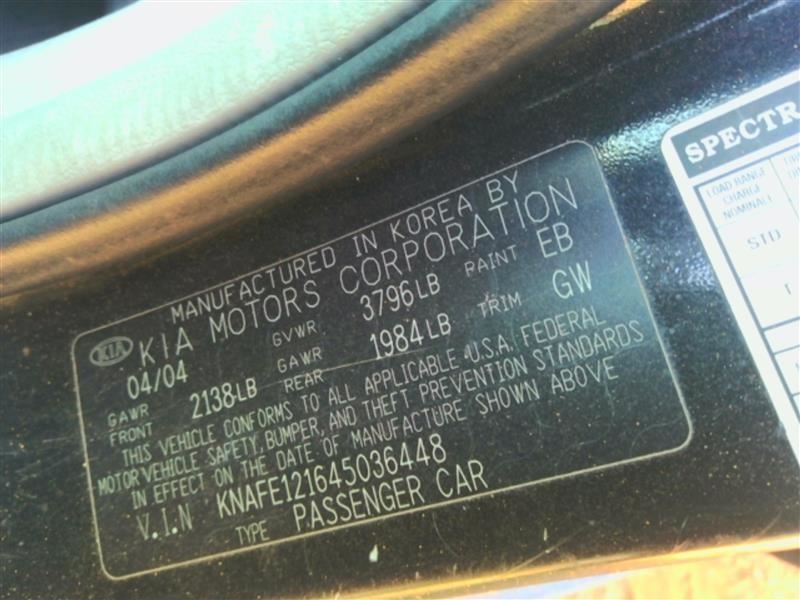 MANUFACTURED IN KOREA BY
KIA KIA MOTORS CORPORATION
04/04 GVWR 3796LB PAINT EB
GAWR FRONT 2138LB GAWR REAR 1984LB TRIM GW
THIS VEHICLE CONFORMS TO ALL APPLICABLE U.S.A. FEDERAL
MOTOR VEHICLE SAFETY, BUMPER, AND THEFT PREVENTION STANDARDS
IN EFFECT ON THE DATE OF MANUFACTURE SHOWN ABOVE
V.I.N KNAFE121645036448
TYPE PASSENGER CAR
SPECTR
LOAD RANGE
CHARGE
NOMINALE
STD